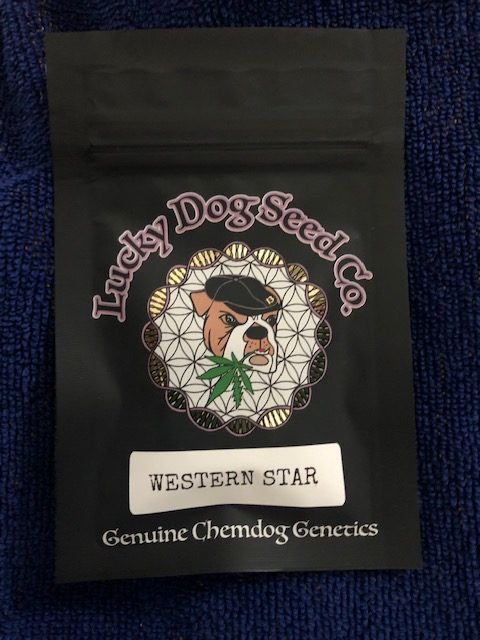 Lucky Dog Seed Co.
WESTERN STAR
Genuine Chemdog Genetics